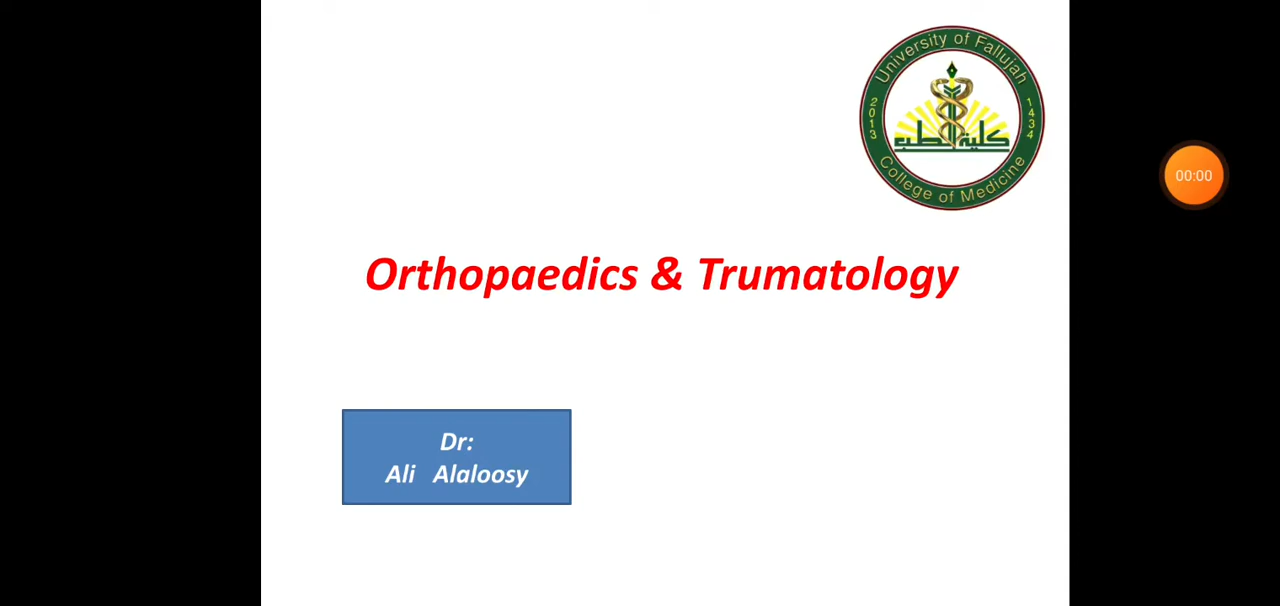 University of Fallujah
2013
1434
كلية الطب
College of Medicine
00:00
Orthopaedics & Trumatology
Dr:
Ali Alaloosy